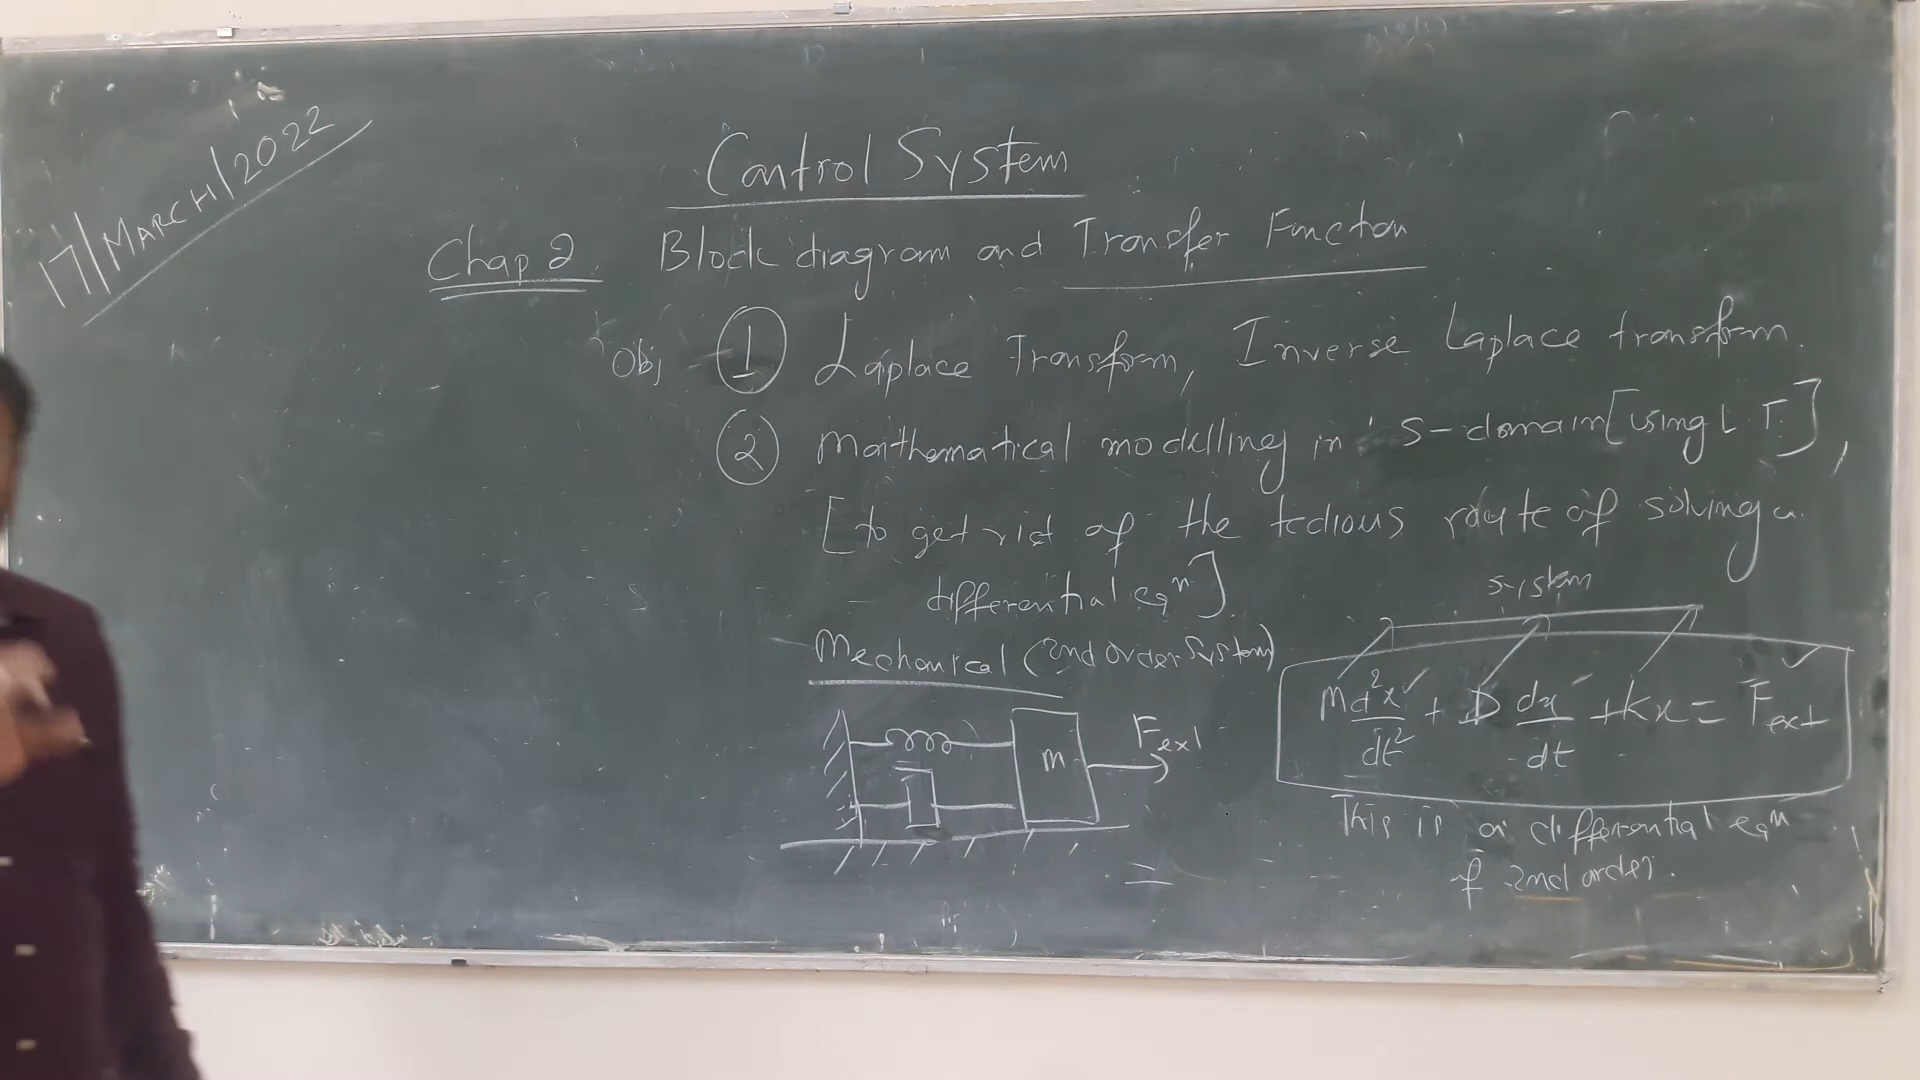 17/MARCH/2022
Control System
Chap 2 Block diagram and Transfer Function
Obj ① Laplace Transform, Inverse Laplace transform.
② Mathematical modelling in s-domain [using L.T.],
[to get rid of the tedious route of solving a
differential eqⁿ].
system
Mechanical (2nd order System)
M d²x/dt² + D dx/dt + kx = Fext
Fext
m
This is a differential eqⁿ
of 2nd order.